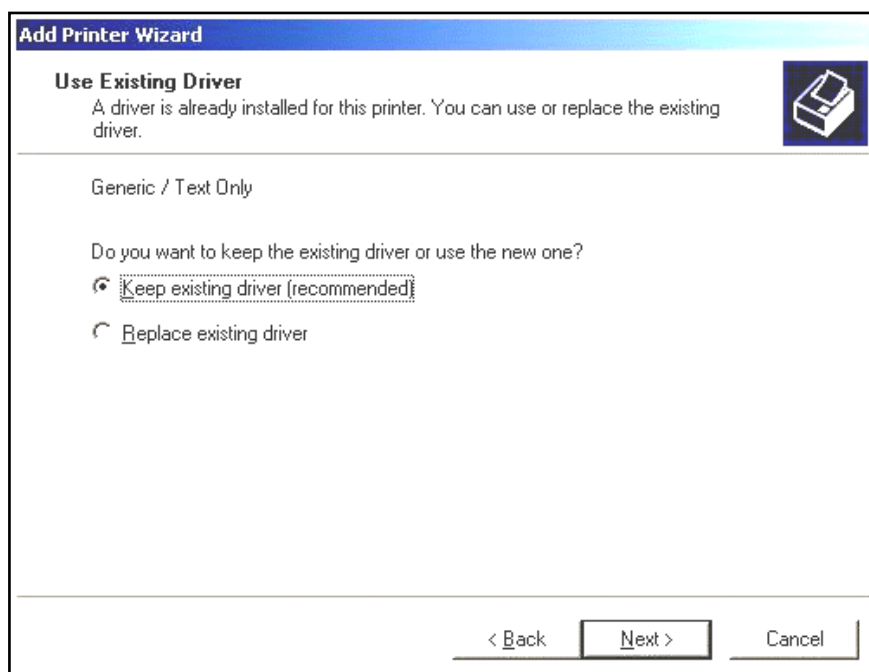 Add Printer Wizard
Use Existing Driver
A driver is already installed for this printer. You can use or replace the existing
driver.
Generic / Text Only
Do you want to keep the existing driver or use the new one?
Keep existing driver (recommended)
Replace existing driver
< Back Next > Cancel